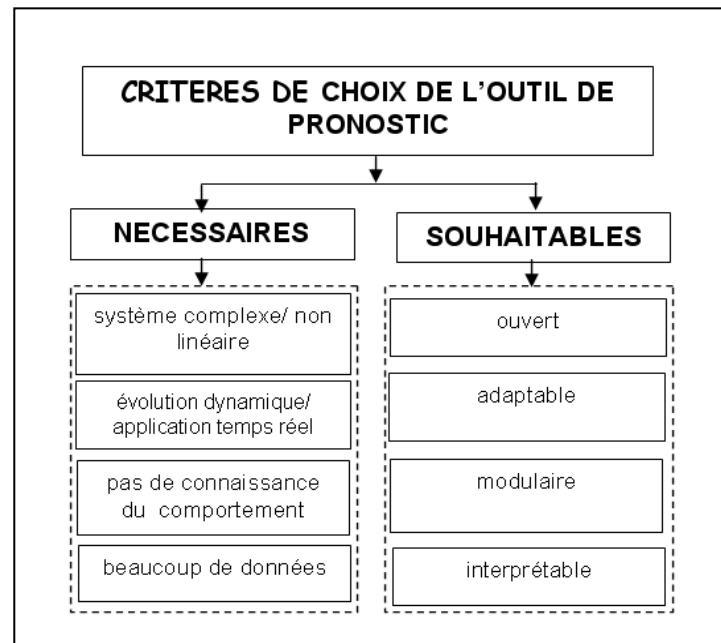 CRITERES DE CHOIX DE L'OUTIL DE
PRONOSTIC
NECESSAIRES
SOUHAITABLES
système complexe/ non
linéaire
évolution dynamique/
application temps réel
pas de connaissance
du comportement
beaucoup de données
ouvert
adaptable
modulaire
interprétable